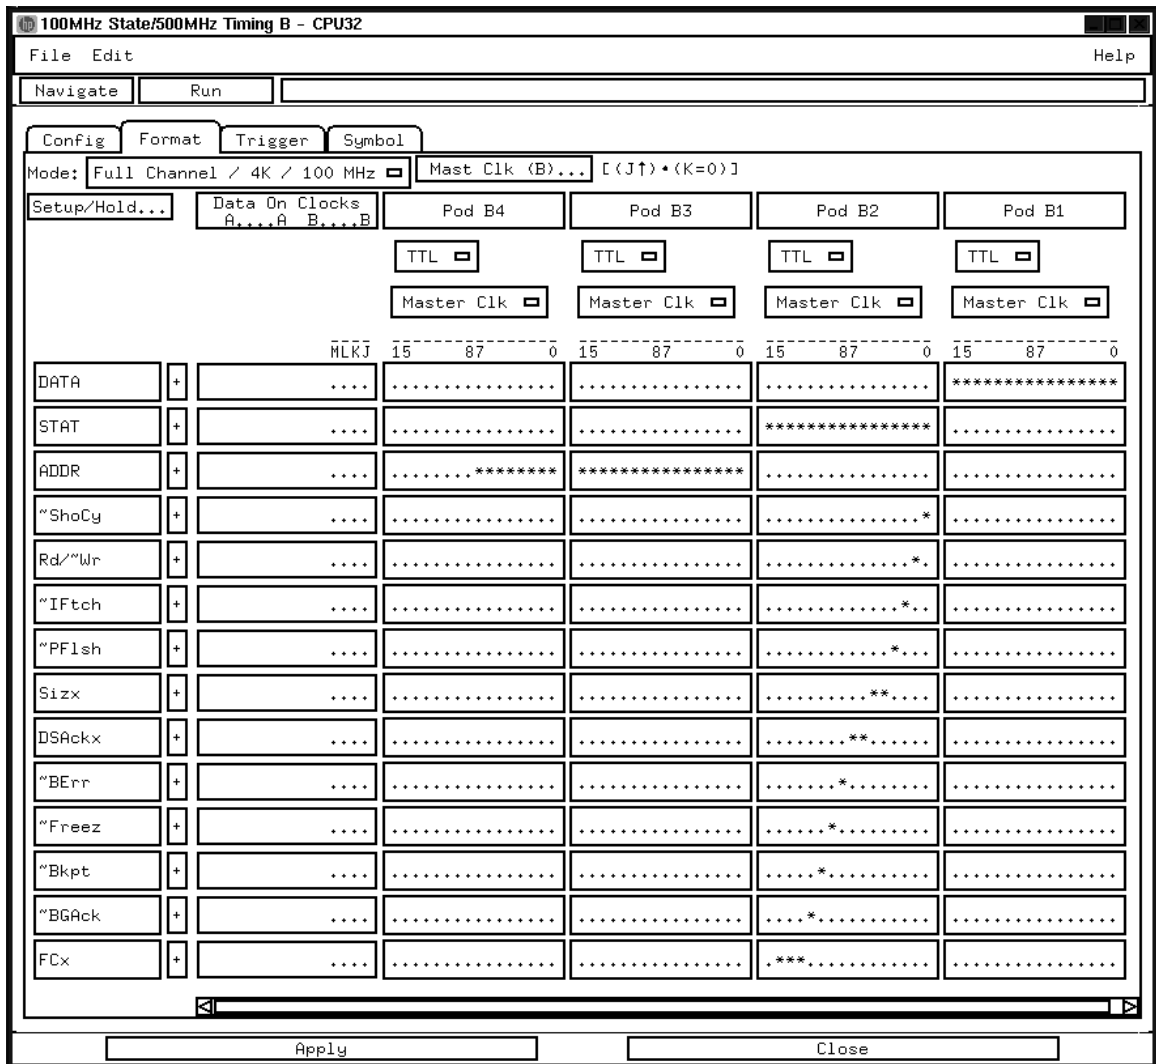 hp 100MHz State/500MHz Timing B - CPU32
File Edit Help
Navigate Run
Config Format Trigger Symbol
Mode: Full Channel / 4K / 100 MHz Mast Clk (B)... [(J↑)•(K=0)]
Setup/Hold... Data On Clocks Pod B4 Pod B3 Pod B2 Pod B1
A....A B....B
TTL TTL TTL TTL
Master Clk Master Clk Master Clk Master Clk
MLKJ 15 87 0 15 87 0 15 87 0 15 87 0
DATA + .... ................ ................ ................ ****************
STAT + .... ................ ................ **************** ................
ADDR + .... ........******** **************** ................ ................
~ShoCy + .... ................ ................ ...............* ................
Rd/~Wr + .... ................ ................ ..............*. ................
~IFtch + .... ................ ................ .............*.. ................
~PFlsh + .... ................ ................ ............*... ................
Sizx + .... ................ ................ ..........**.... ................
DSAckx + .... ................ ................ ........**...... ................
~BErr + .... ................ ................ .......*........ ................
~Freez + .... ................ ................ ......*......... ................
~Bkpt + .... ................ ................ .....*.......... ................
~BGAck + .... ................ ................ ....*........... ................
FCx + .... ................ ................ .***............ ................
Apply Close